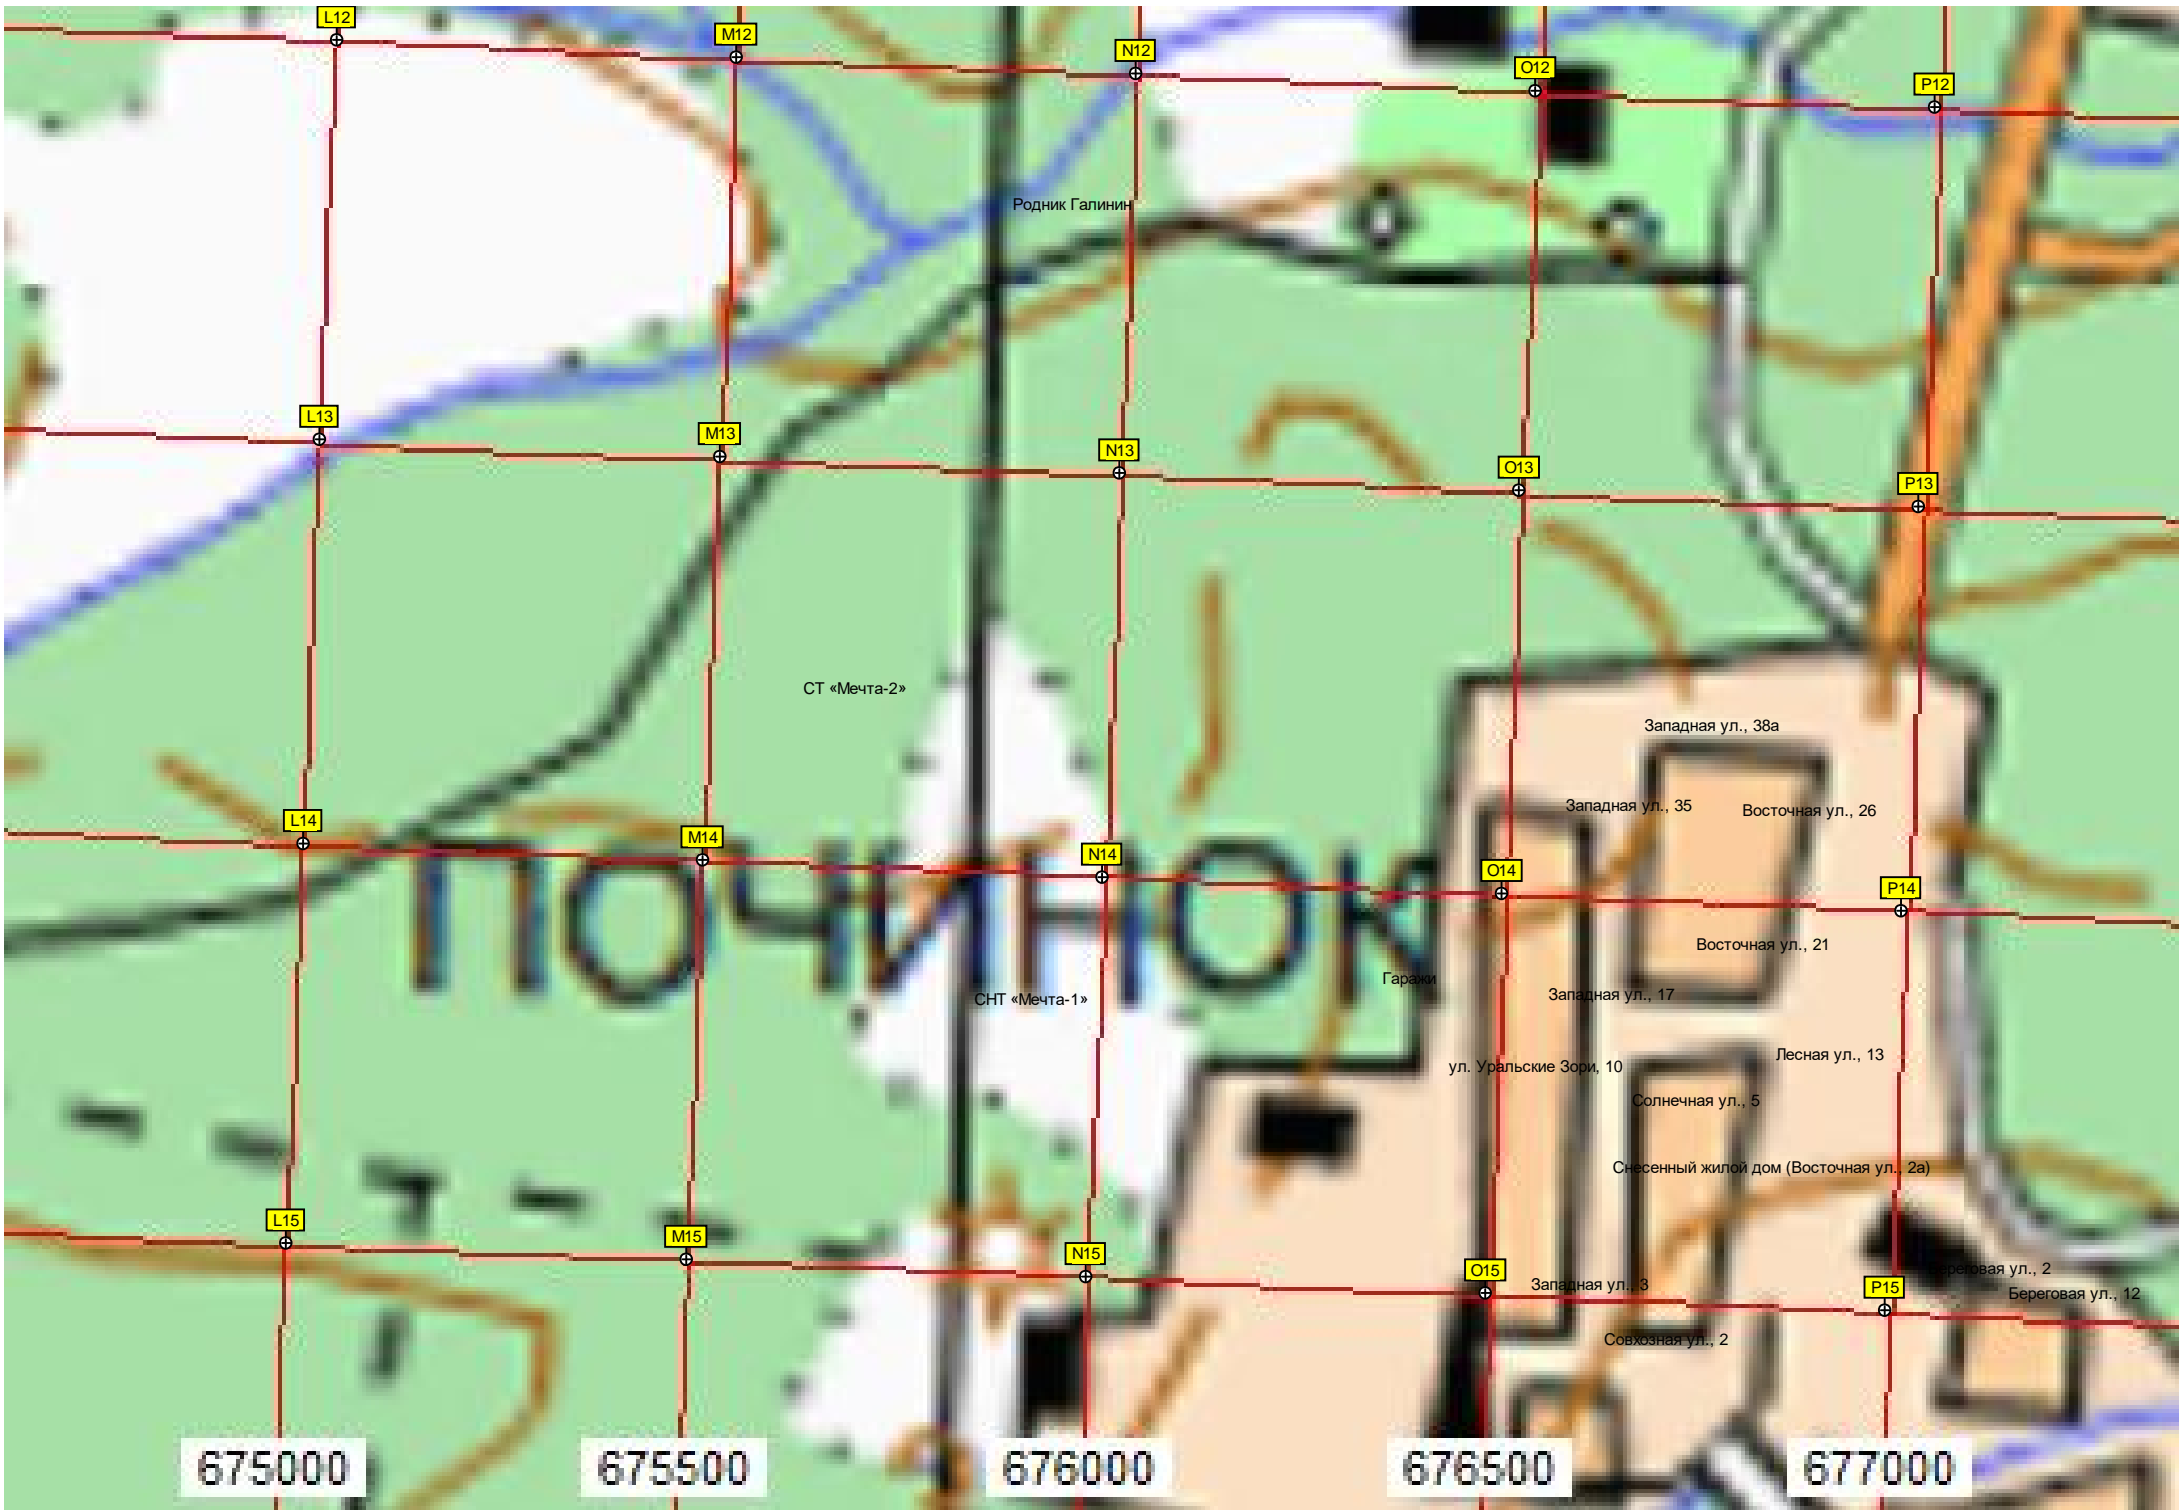 L12
M12
N12
O12
P12
Родник Галинин
L13
M13
N13
O13
P13
СТ «Мечта-2»
Западная ул., 38а
Западная ул., 35
Восточная ул., 26
L14
M14
N14
O14
P14
ПОЧИНОК
Восточная ул., 21
Гаражи
Западная ул., 17
СНТ «Мечта-1»
Лесная ул., 13
ул. Уральские Зори, 10
Солнечная ул., 5
Снесенный жилой дом (Восточная ул., 2а)
L15
M15
N15
O15
P15
Береговая ул., 2
Западная ул., 3
Береговая ул., 12
Совхозная ул., 2
675000
675500
676000
676500
677000